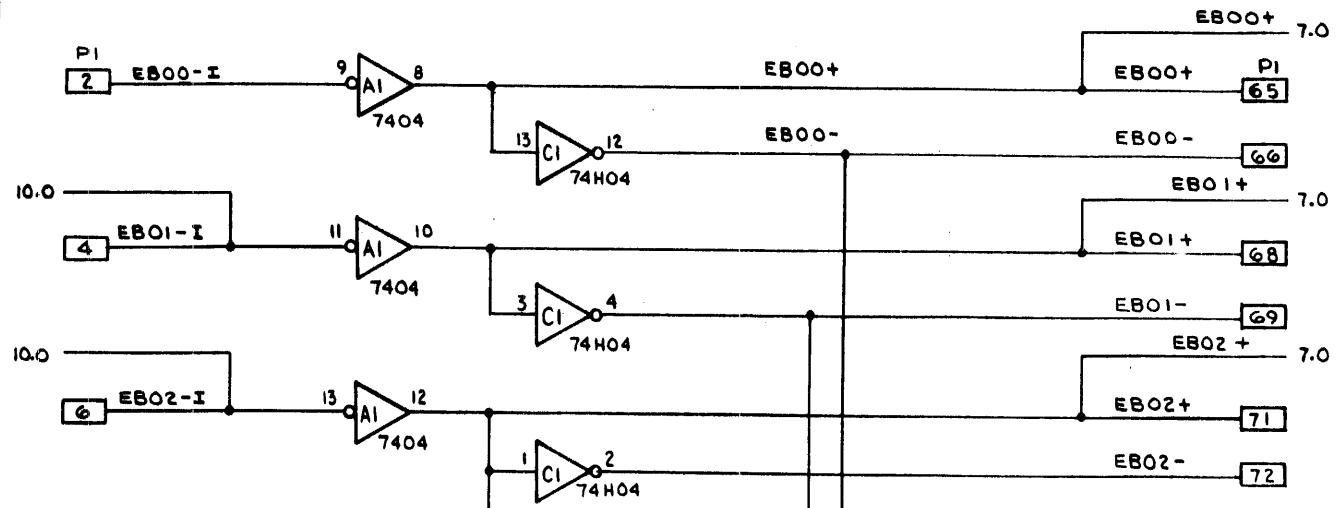 EB00+ 7.0
P1 P1
2 EB00-I 9 A1 8 EB00+ EB00+ 65
7404
13 C1 12 EB00- EB00- 66
74H04
10.0 EB01+ 7.0
4 EB01-I 11 A1 10 EB01+ 68
7404
3 C1 4 EB01- 69
74H04
10.0 EB02+ 7.0
6 EB02-I 13 A1 12 EB02+ 71
7404
1 C1 2 EB02- 72
74H04